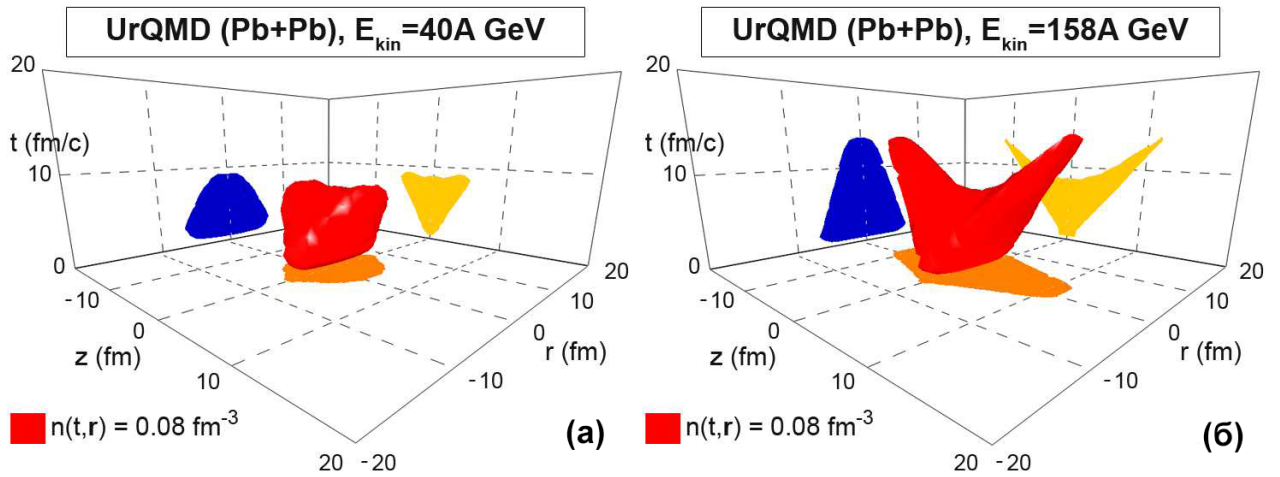 UrQMD (Pb+Pb), E_kin=40A GeV
20
t (fm/c)
10
0
-10
0
z (fm)
10
20
-20
-10
0
r (fm)
10
20
n(t,r) = 0.08 fm⁻³
(а)
UrQMD (Pb+Pb), E_kin=158A GeV
20
t (fm/c)
10
0
-10
0
z (fm)
10
20
-20
-10
0
r (fm)
10
20
n(t,r) = 0.08 fm⁻³
(б)